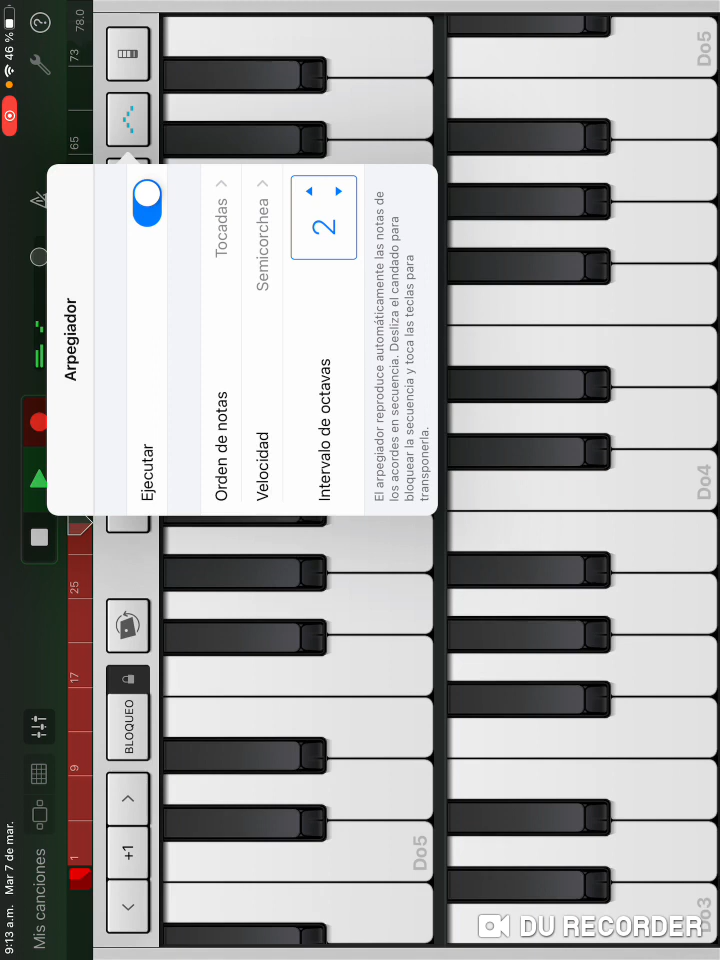 9:13 a.m. Mar 7 de mar.
46 %
Mis canciones
1
9
17
25
65
73
78.0
+1
BLOQUEO
Arpegiador
Ejecutar
Orden de notas
Tocadas
Velocidad
Semicorchea
Intervalo de octavas
2
El arpegiador reproduce automáticamente las notas de
los acordes en secuencia. Desliza el candado para
bloquear la secuencia y toca las teclas para
transponerla.
Do5
Do3
Do4
Do5
DU RECORDER